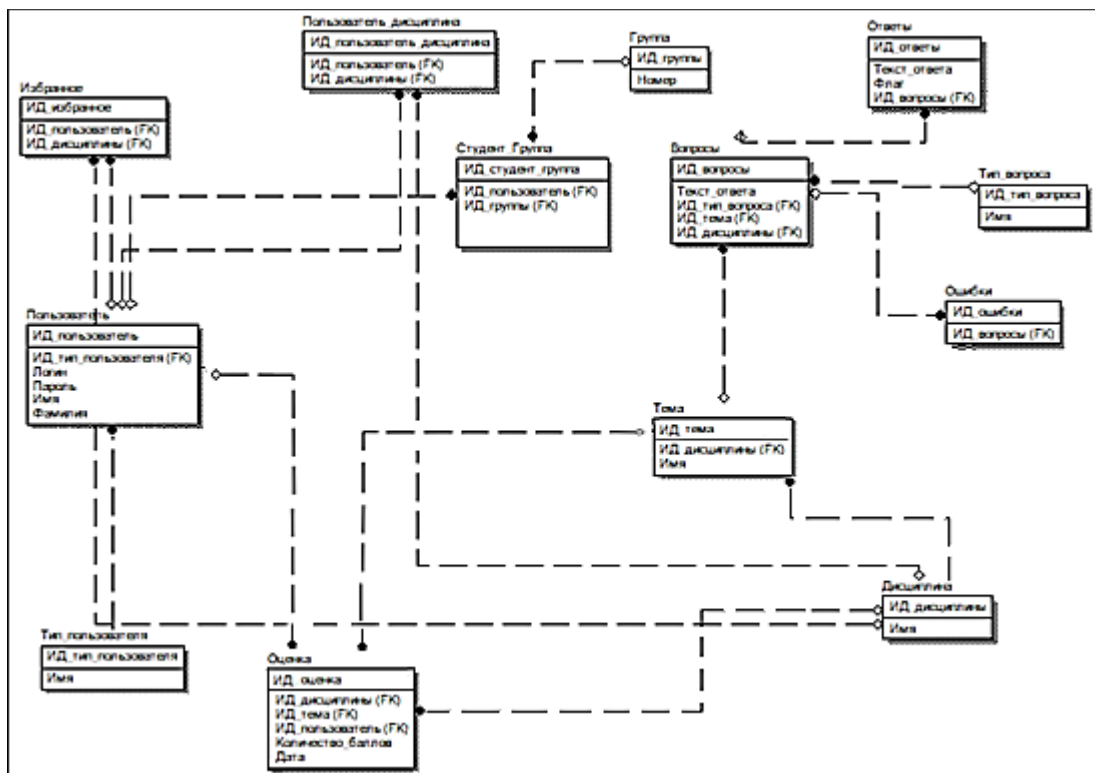 Пользователь_дисциплина
ИД_пользователь_дисциплина
ИД_пользователь (FK)
ИД_дисциплины (FK)
Группа
ИД_группы
Номер
Ответы
ИД_ответы
Текст_ответа
Флаг
ИД_вопросы (FK)
Избранное
ИД_избранное
ИД_пользователь (FK)
ИД_дисциплины (FK)
Студент_Группа
ИД_студент_группа
ИД_пользователь (FK)
ИД_группы (FK)
Вопросы
ИД_вопросы
Текст_ответа
ИД_тип_вопроса (FK)
ИД_тема (FK)
ИД_дисциплины (FK)
Тип_вопроса
ИД_тип_вопроса
Имя
Ошибки
ИД_ошибки
ИД_вопросы (FK)
Пользователь
ИД_пользователь
ИД_тип_пользователя (FK)
Логин
Пароль
Имя
Фамилия
Тема
ИД_тема
ИД_дисциплины (FK)
Имя
Дисциплина
ИД_дисциплины
Имя
Тип_пользователя
ИД_тип_пользователя
Имя
Оценка
ИД_оценка
ИД_дисциплины (FK)
ИД_тема (FK)
ИД_пользователь (FK)
Количество_баллов
Дата